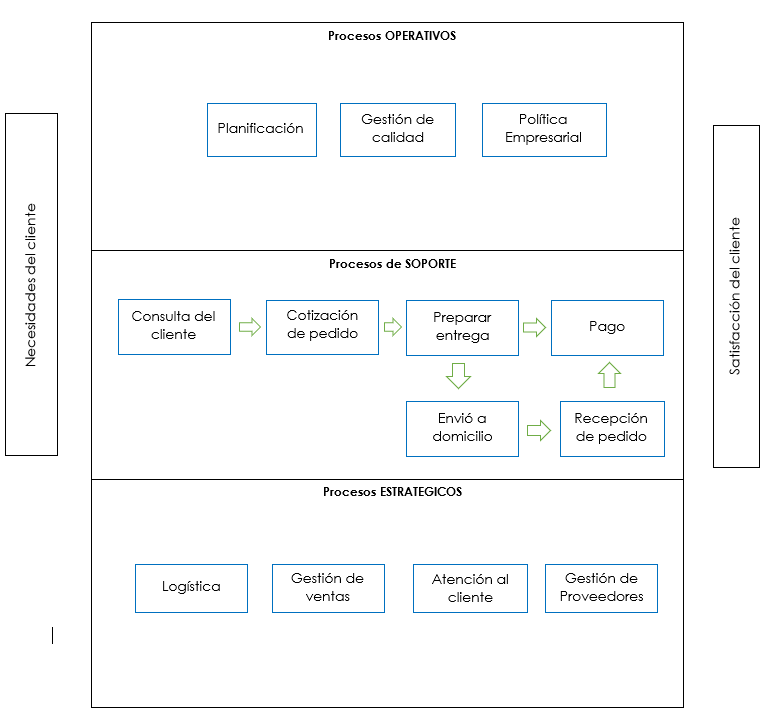 Procesos OPERATIVOS
Planificación
Gestión de
calidad
Política
Empresarial
Necesidades del cliente
Satisfacción del cliente
Procesos de SOPORTE
Consulta del
cliente
Cotización
de pedido
Preparar
entrega
Pago
Envió a
domicilio
Recepción
de pedido
Procesos ESTRATEGICOS
Logística
Gestión de
ventas
Atención al
cliente
Gestión de
Proveedores